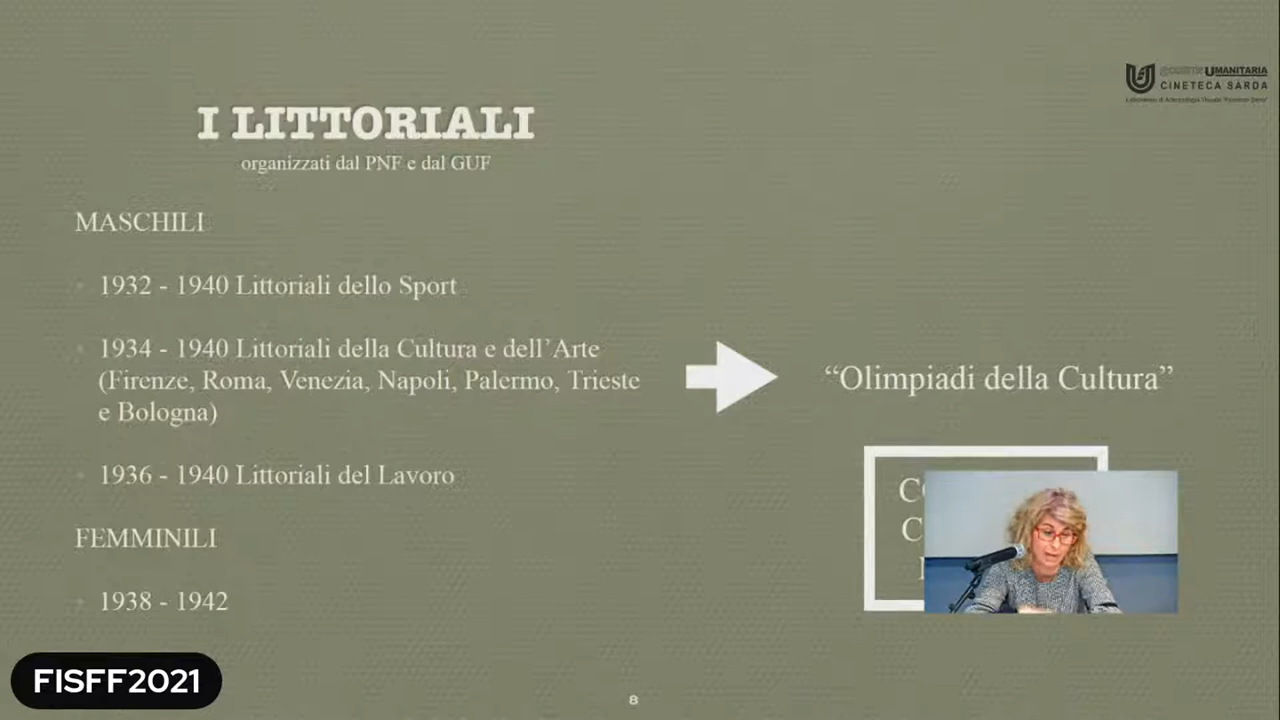 UMANITARIA
CINETECA SARDA
I LITTORIALI
organizzati dal PNF e dal GUF
MASCHILI
1932 - 1940 Littoriali dello Sport
1934 - 1940 Littoriali della Cultura e dell’Arte
(Firenze, Roma, Venezia, Napoli, Palermo, Trieste
e Bologna)
“Olimpiadi della Cultura”
1936 - 1940 Littoriali del Lavoro
FEMMINILI
1938 - 1942
FISFF2021
8